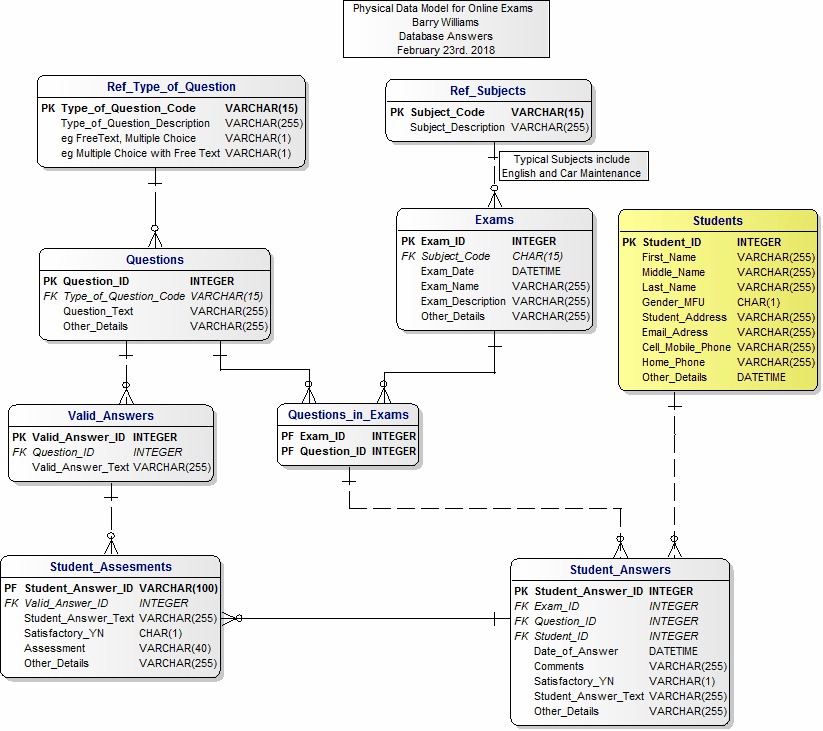 Physical Data Model for Online Exams
Barry Williams
Database Answers
February 23rd. 2018
Ref_Type_of_Question
PK Type_of_Question_Code VARCHAR(15)
Type_of_Question_Description VARCHAR(255)
eg FreeText, Multiple Choice VARCHAR(1)
eg Multiple Choice with Free Text VARCHAR(1)
Ref_Subjects
PK Subject_Code VARCHAR(15)
Subject_Description VARCHAR(255)
Typical Subjects include
English and Car Maintenance
Exams
PK Exam_ID INTEGER
FK Subject_Code CHAR(15)
Exam_Date DATETIME
Exam_Name VARCHAR(255)
Exam_Description VARCHAR(255)
Other_Details VARCHAR(255)
Students
PK Student_ID INTEGER
First_Name VARCHAR(255)
Middle_Name VARCHAR(255)
Last_Name VARCHAR(255)
Gender_MFU CHAR(1)
Student_Address VARCHAR(255)
Email_Adress VARCHAR(255)
Cell_Mobile_Phone VARCHAR(255)
Home_Phone VARCHAR(255)
Other_Details DATETIME
Questions
PK Question_ID INTEGER
FK Type_of_Question_Code VARCHAR(15)
Question_Text VARCHAR(255)
Other_Details VARCHAR(255)
Valid_Answers
PK Valid_Answer_ID INTEGER
FK Question_ID INTEGER
Valid_Answer_Text VARCHAR(255)
Questions_in_Exams
PF Exam_ID INTEGER
PF Question_ID INTEGER
Student_Assesments
PF Student_Answer_ID VARCHAR(100)
FK Valid_Answer_ID INTEGER
Student_Answer_Text VARCHAR(255)
Satisfactory_YN CHAR(1)
Assessment VARCHAR(40)
Other_Details VARCHAR(255)
Student_Answers
PK Student_Answer_ID INTEGER
FK Exam_ID INTEGER
FK Question_ID INTEGER
FK Student_ID INTEGER
Date_of_Answer DATETIME
Comments VARCHAR(255)
Satisfactory_YN VARCHAR(1)
Student_Answer_Text VARCHAR(255)
Other_Details VARCHAR(255)